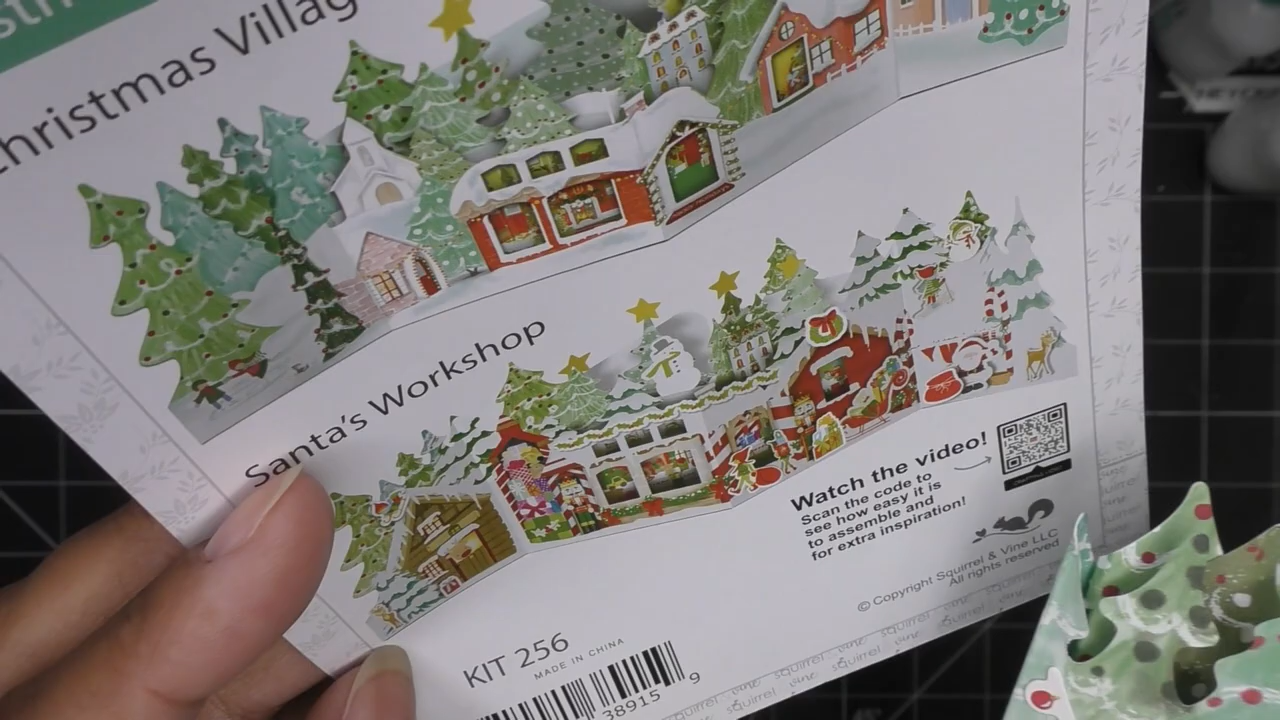 hristmas Villag
Santa's Workshop
Watch the video!
Scan the code to
see how easy it is
to assemble and
for extra inspiration!
© Copyright Squirrel & Vine LLC
All rights reserved
KIT 256
MADE IN CHINA
38915 9